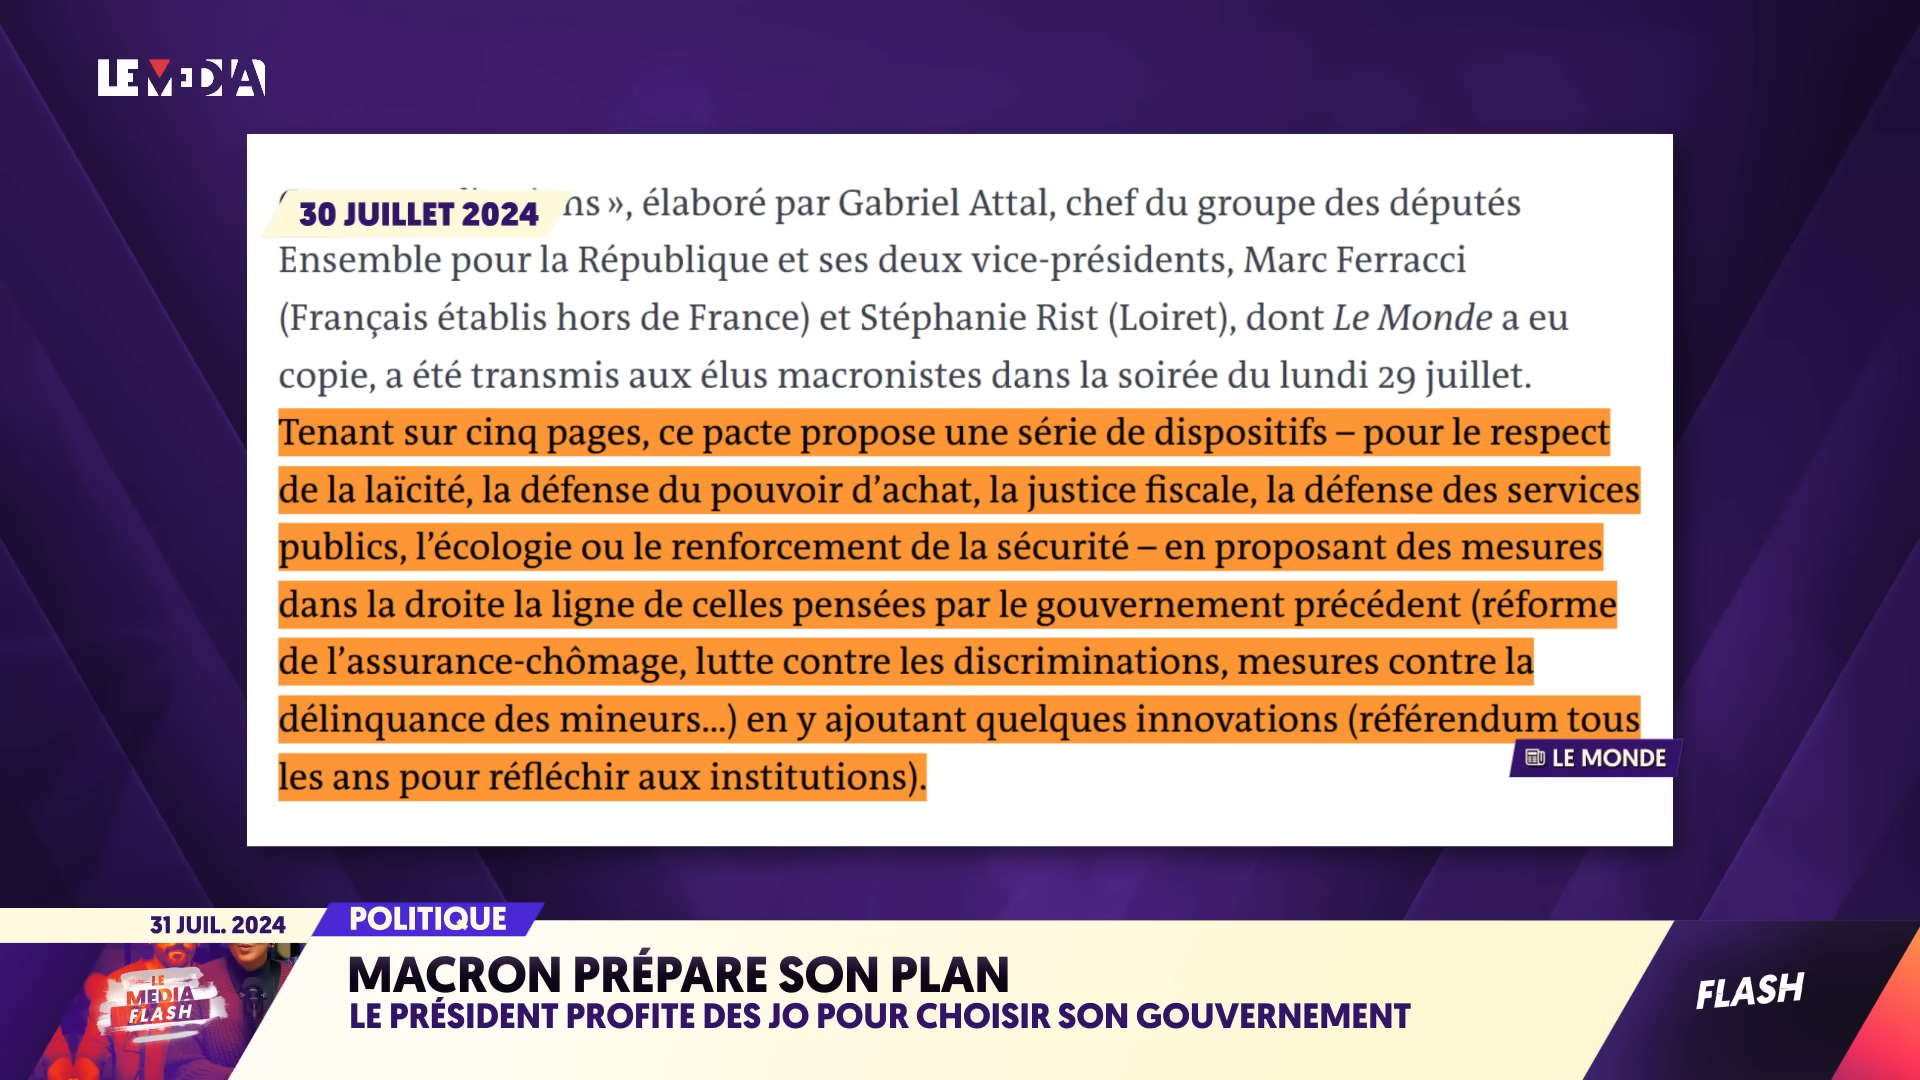 LE MEDIA
30 JUILLET 2024
ns », élaboré par Gabriel Attal, chef du groupe des députés
Ensemble pour la République et ses deux vice-présidents, Marc Ferracci
(Français établis hors de France) et Stéphanie Rist (Loiret), dont Le Monde a eu
copie, a été transmis aux élus macronistes dans la soirée du lundi 29 juillet.
Tenant sur cinq pages, ce pacte propose une série de dispositifs – pour le respect
de la laïcité, la défense du pouvoir d’achat, la justice fiscale, la défense des services
publics, l’écologie ou le renforcement de la sécurité – en proposant des mesures
dans la droite la ligne de celles pensées par le gouvernement précédent (réforme
de l’assurance-chômage, lutte contre les discriminations, mesures contre la
délinquance des mineurs...) en y ajoutant quelques innovations (référendum tous
les ans pour réfléchir aux institutions).
LE MONDE
31 JUIL. 2024
POLITIQUE
MACRON PRÉPARE SON PLAN
LE PRÉSIDENT PROFITE DES JO POUR CHOISIR SON GOUVERNEMENT
LE
MEDIA
FLASH
FLASH